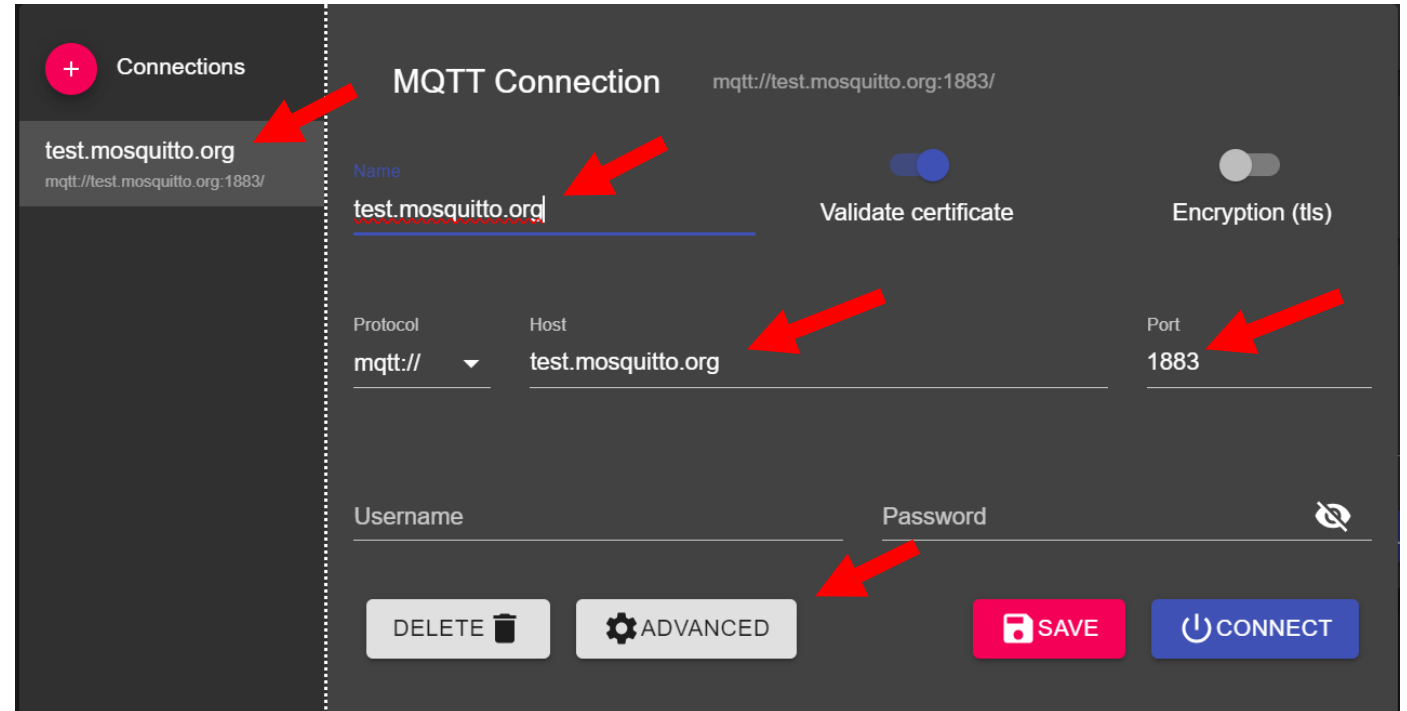 Connections
test.mosquitto.org
mqtt://test.mosquitto.org:1883/
MQTT Connection mqtt://test.mosquitto.org:1883/
Name
test.mosquitto.org
Validate certificate
Encryption (tls)
Protocol Host Port
mqtt:// test.mosquitto.org 1883
Username Password
DELETE ADVANCED SAVE CONNECT